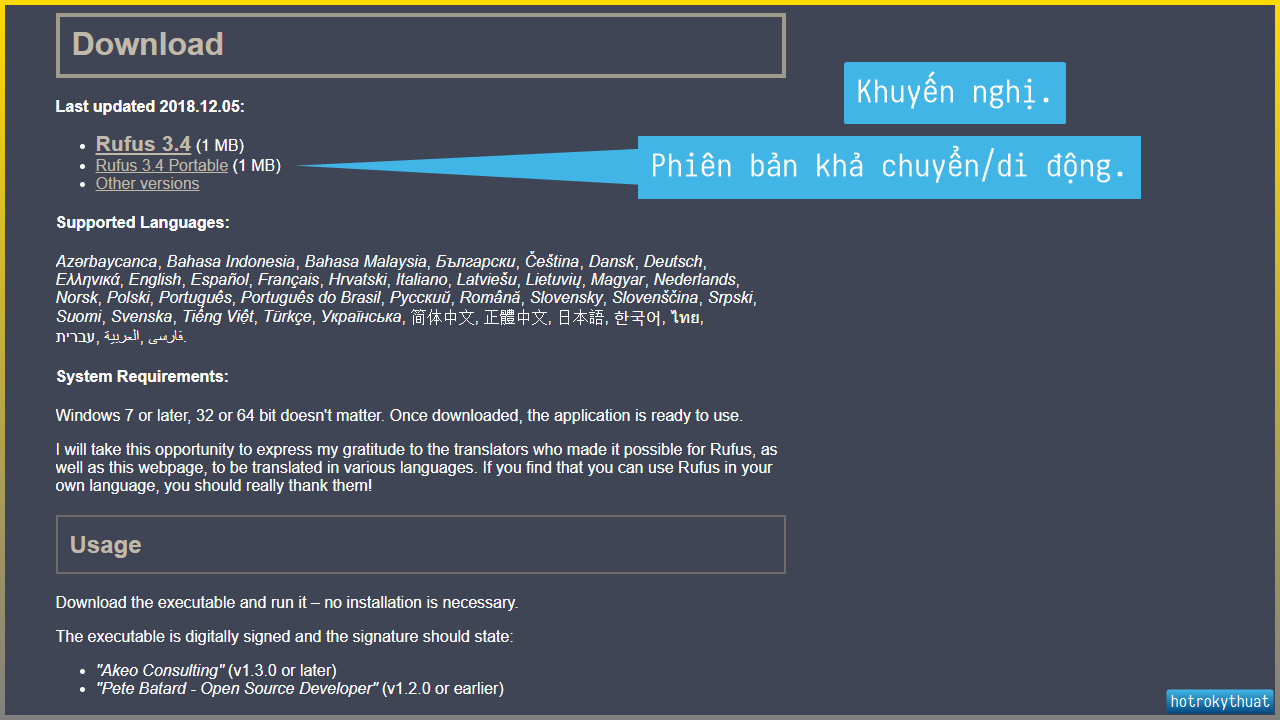 Download
Khuyến nghị.
Last updated 2018.12.05:
Rufus 3.4 (1 MB)
Rufus 3.4 Portable (1 MB)
Phiên bản khả chuyển/di động.
Other versions
Supported Languages:
Azərbaycanca, Bahasa Indonesia, Bahasa Malaysia, Български, Čeština, Dansk, Deutsch,
Ελληνικά, English, Español, Français, Hrvatski, Italiano, Latviešu, Lietuvių, Magyar, Nederlands,
Norsk, Polski, Português, Português do Brasil, Русский, Română, Slovensky, Slovenščina, Srpski,
Suomi, Svenska, Tiếng Việt, Türkçe, Українська, 简体中文, 正體中文, 日本語, 한국어, ไทย,
עברית, العربية, فارسی.
System Requirements:
Windows 7 or later, 32 or 64 bit doesn't matter. Once downloaded, the application is ready to use.
I will take this opportunity to express my gratitude to the translators who made it possible for Rufus, as
well as this webpage, to be translated in various languages. If you find that you can use Rufus in your
own language, you should really thank them!
Usage
Download the executable and run it – no installation is necessary.
The executable is digitally signed and the signature should state:
"Akeo Consulting" (v1.3.0 or later)
"Pete Batard - Open Source Developer" (v1.2.0 or earlier)
hotrokythuat